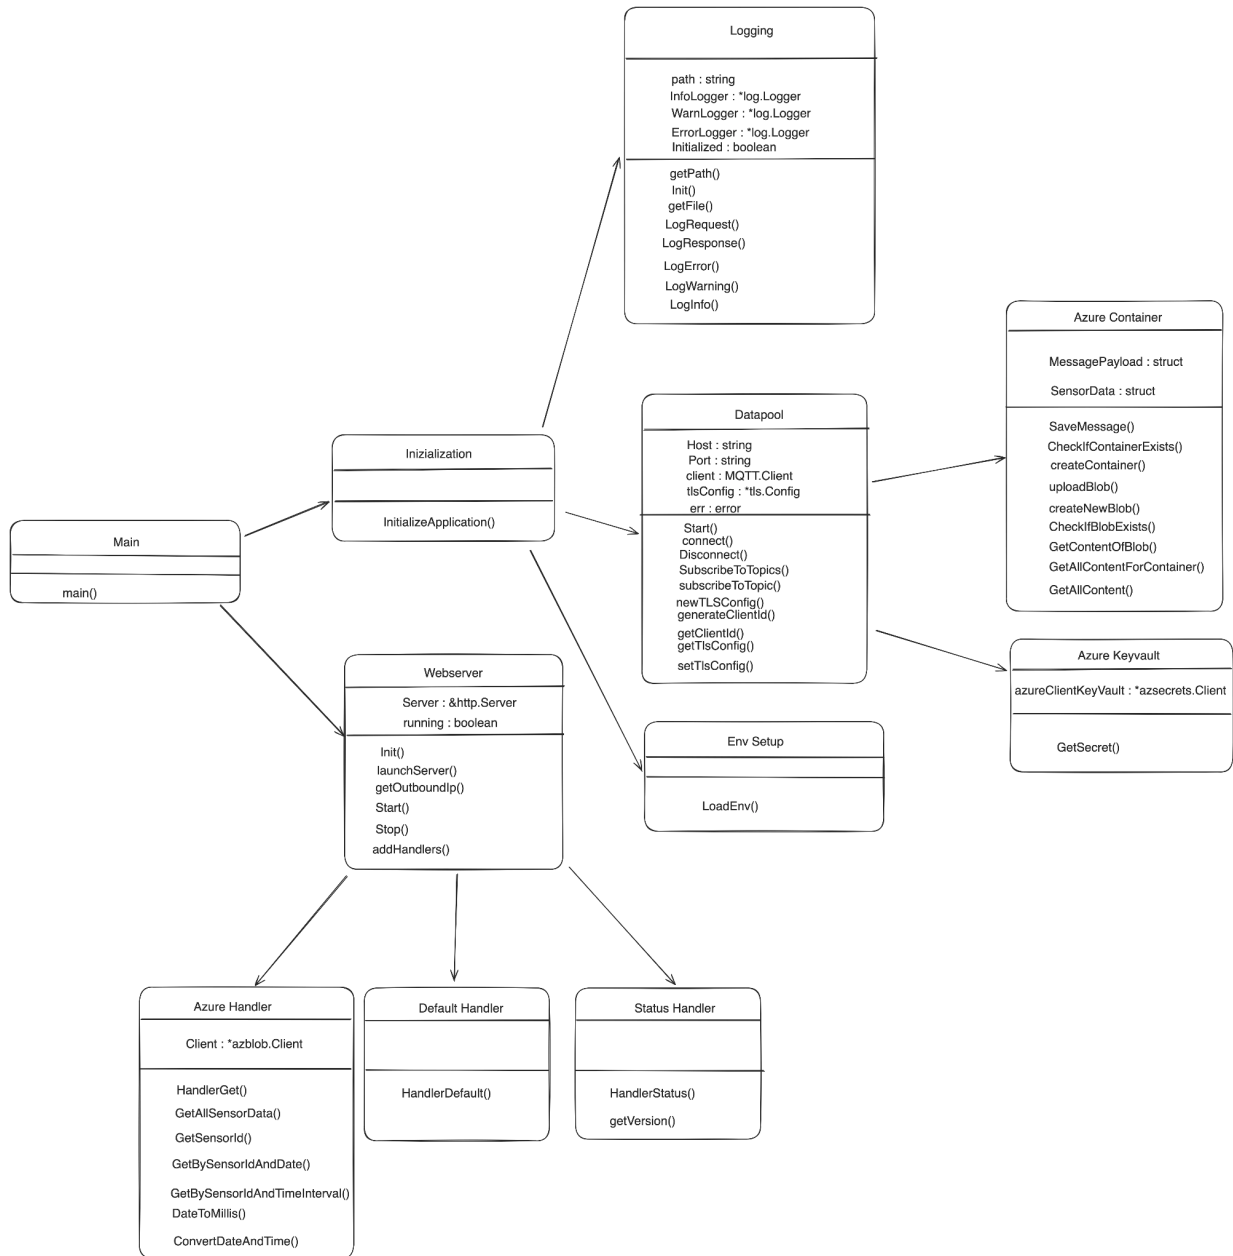 Logging
path : string
InfoLogger : *log.Logger
WarnLogger : *log.Logger
ErrorLogger : *log.Logger
Initialized : boolean
getPath()
Init()
getFile()
LogRequest()
LogResponse()
LogError()
LogWarning()
LogInfo()
Azure Container
MessagePayload : struct
SensorData : struct
SaveMessage()
CheckIfContainerExists()
createContainer()
uploadBlob()
createNewBlob()
CheckIfBlobExists()
GetContentOfBlob()
GetAllContentForContainer()
GetAllContent()
Datapool
Host : string
Port : string
client : MQTT.Client
tlsConfig : *tls.Config
err : error
Start()
connect()
Disconnect()
SubscribeToTopics()
subscribeToTopic()
newTLSConfig()
generateClientId()
getClientId()
getTlsConfig()
setTlsConfig()
Inizialization
InitializeApplication()
Main
main()
Azure Keyvault
azureClientKeyVault : *azsecrets.Client
GetSecret()
Webserver
Server : &http.Server
running : boolean
Init()
launchServer()
getOutboundIp()
Start()
Stop()
addHandlers()
Env Setup
LoadEnv()
Azure Handler
Client : *azblob.Client
HandlerGet()
GetAllSensorData()
GetSensorId()
GetBySensorIdAndDate()
GetBySensorIdAndTimeInterval()
DateToMillis()
ConvertDateAndTime()
Default Handler
HandlerDefault()
Status Handler
HandlerStatus()
getVersion()